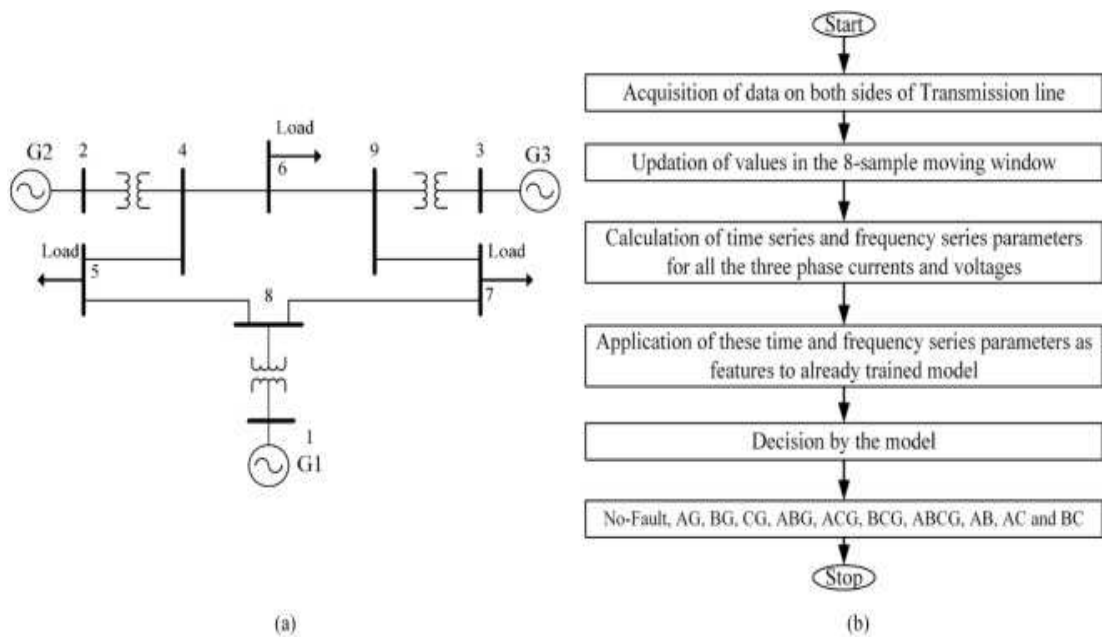 Load
G2
2
4
6
9
3
G3
Load
5
8
Load
7
1
G1
(a)
Start
Acquisition of data on both sides of Transmission line
Updation of values in the 8-sample moving window
Calculation of time series and frequency series parameters
for all the three phase currents and voltages
Application of these time and frequency series parameters as
features to already trained model
Decision by the model
No-Fault, AG, BG, CG, ABG, ACG, BCG, ABCG, AB, AC and BC
Stop
(b)